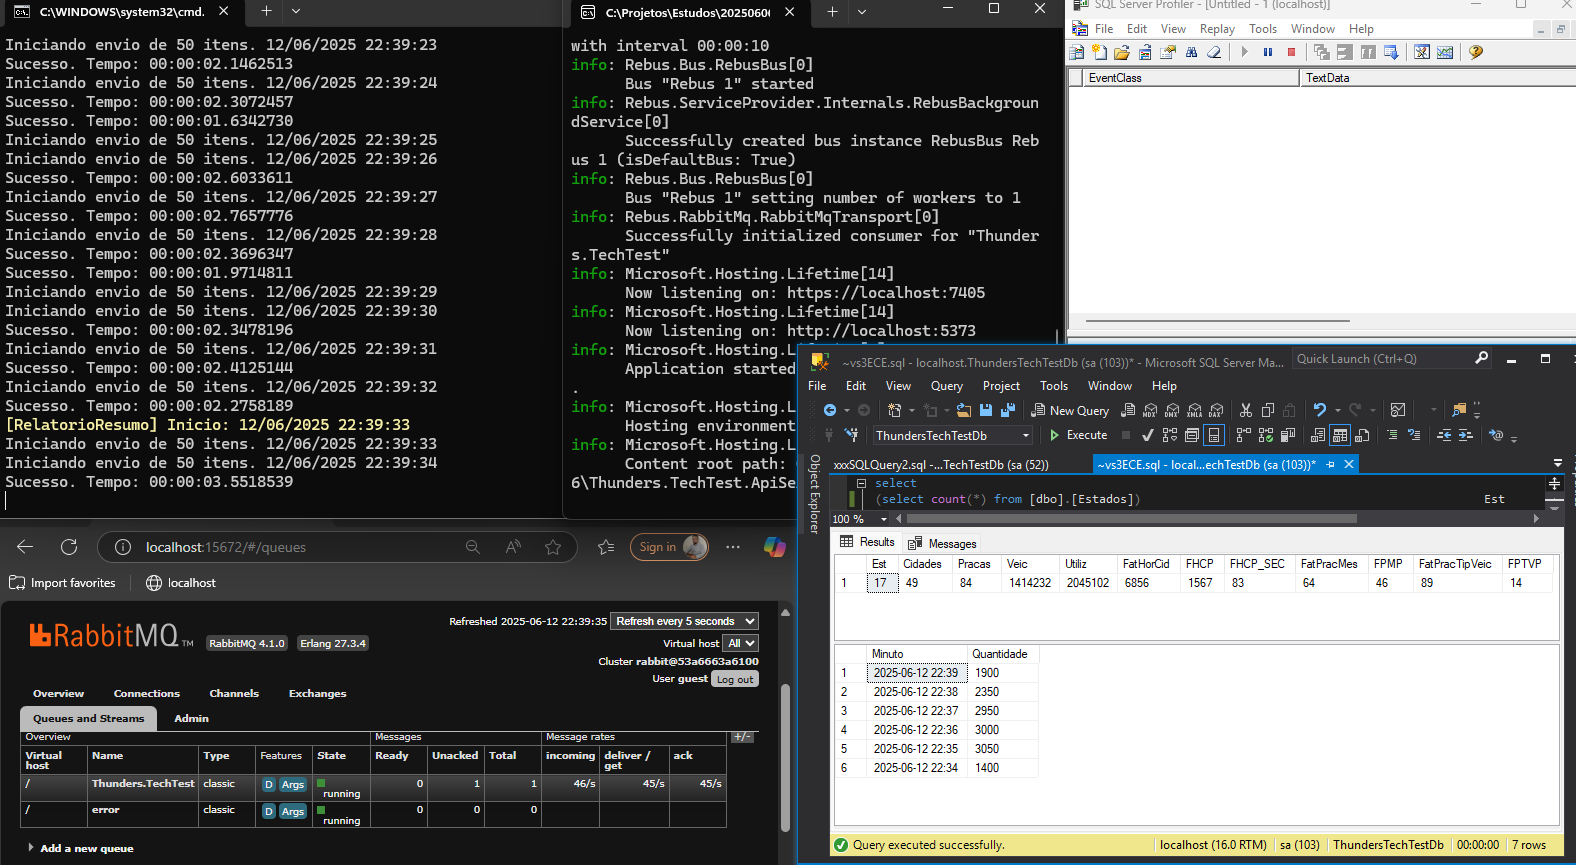 C:\WINDOWS\system32\cmd.
Iniciando envio de 50 itens. 12/06/2025 22:39:23
Sucesso. Tempo: 00:00:02.1462513
Iniciando envio de 50 itens. 12/06/2025 22:39:24
Sucesso. Tempo: 00:00:02.3072457
Sucesso. Tempo: 00:00:01.6342730
Iniciando envio de 50 itens. 12/06/2025 22:39:25
Iniciando envio de 50 itens. 12/06/2025 22:39:26
Sucesso. Tempo: 00:00:02.6033611
Iniciando envio de 50 itens. 12/06/2025 22:39:27
Sucesso. Tempo: 00:00:02.7657776
Iniciando envio de 50 itens. 12/06/2025 22:39:28
Sucesso. Tempo: 00:00:02.3696347
Sucesso. Tempo: 00:00:01.9714811
Iniciando envio de 50 itens. 12/06/2025 22:39:29
Iniciando envio de 50 itens. 12/06/2025 22:39:30
Sucesso. Tempo: 00:00:02.3478196
Iniciando envio de 50 itens. 12/06/2025 22:39:31
Sucesso. Tempo: 00:00:02.4125144
Iniciando envio de 50 itens. 12/06/2025 22:39:32
Sucesso. Tempo: 00:00:02.2758189
[RelatorioResumo] Inicio: 12/06/2025 22:39:33
Iniciando envio de 50 itens. 12/06/2025 22:39:33
Iniciando envio de 50 itens. 12/06/2025 22:39:34
Sucesso. Tempo: 00:00:03.5518539
C:\Projetos\Estudos\2025060
with interval 00:00:10
info: Rebus.Bus.RebusBus[0]
Bus "Rebus 1" started
info: Rebus.ServiceProvider.Internals.RebusBackgroun
dService[0]
Successfully created bus instance RebusBus Reb
us 1 (isDefaultBus: True)
info: Rebus.Bus.RebusBus[0]
Bus "Rebus 1" setting number of workers to 1
info: Rebus.RabbitMq.RabbitMqTransport[0]
Successfully initialized consumer for "Thunder
s.TechTest"
info: Microsoft.Hosting.Lifetime[14]
Now listening on: https://localhost:7405
info: Microsoft.Hosting.Lifetime[14]
Now listening on: http://localhost:5373
info: Microsoft.Hosting.L
Application started
.
info: Microsoft.Hosting.L
Hosting environment
info: Microsoft.Hosting.L
Content root path:
6\Thunders.TechTest.ApiSe
SQL Server Profiler - [Untitled - 1 (localhost)]
File Edit View Replay Tools Window Help
EventClass TextData
~vs3ECE.sql - localhost.ThundersTechTestDb (sa (103))* - Microsoft SQL Server Ma... Quick Launch (Ctrl+Q)
File Edit View Query Project Tools Window Help
New Query MDX DMX XMLA DAX
ThundersTechTestDb Execute
Object Explorer
xxxSQLQuery2.sql -...TechTestDb (sa (52)) ~vs3ECE.sql - local...echTestDb (sa (103))*
select
(select count(*) from [dbo].[Estados]) Est
100 %
Results Messages
Est Cidades Pracas Veic Utiliz FatHorCid FHCP FHCP_SEC FatPracMes FPMP FatPracTipVeic FPTVP
1 17 49 84 1414232 2045102 6856 1567 83 64 46 89 14
Minuto Quantidade
1 2025-06-12 22:39 1900
2 2025-06-12 22:38 2350
3 2025-06-12 22:37 2950
4 2025-06-12 22:36 3000
5 2025-06-12 22:35 3050
6 2025-06-12 22:34 1400
Query executed successfully. localhost (16.0 RTM) sa (103) ThundersTechTestDb 00:00:00 7 rows
localhost:15672/#/queues Sign in
Import favorites localhost
RabbitMQ TM RabbitMQ 4.1.0 Erlang 27.3.4
Refreshed 2025-06-12 22:39:35 Refresh every 5 seconds
Virtual host All
Cluster rabbit@53a6663a6100
User guest Log out
Overview Connections Channels Exchanges
Queues and Streams Admin
Overview Messages Message rates +/-
Virtual host Name Type Features State Ready Unacked Total incoming deliver / get ack
/ Thunders.TechTest classic D Args running 0 1 1 46/s 45/s 45/s
/ error classic D Args running 0 0 0
Add a new queue